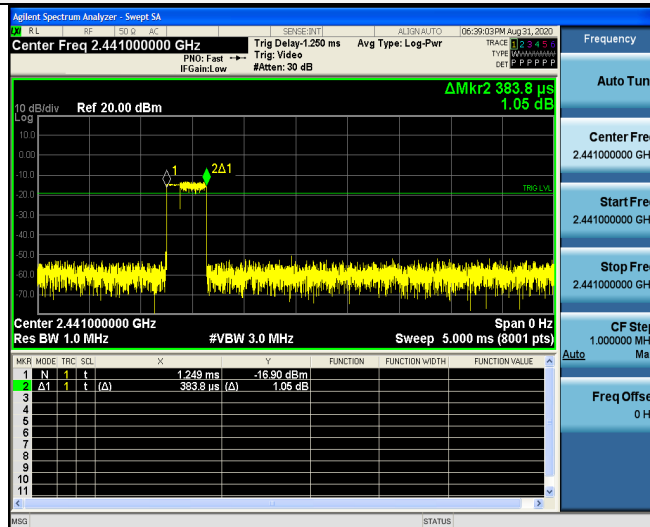 Agilent Spectrum Analyzer - Swept SA
LXI RL RF 50 Ω AC SENSE:INT ALIGN AUTO 06:39:03 PM Aug 31, 2020
Center Freq 2.441000000 GHz Trig Delay-1.250 ms Avg Type: Log-Pwr TRACE 1 2 3 4 5 6
PNO: Fast Trig: Video TYPE W
IFGain:Low #Atten: 30 dB DET P P P P P P
ΔMkr2 383.8 µs
1.05 dB
10 dB/div Ref 20.00 dBm
Log
10.0
0.00
-10.0
1 2Δ1
-20.0
TRIG LVL
-30.0
-40.0
-50.0
-60.0
-70.0
Center 2.441000000 GHz Span 0 Hz
Res BW 1.0 MHz #VBW 3.0 MHz Sweep 5.000 ms (8001 pts)
MKR MODE TRC SCL X Y FUNCTION FUNCTION WIDTH FUNCTION VALUE
1 N 1 t 1.249 ms -16.90 dBm
2 Δ1 1 t (Δ) 383.8 µs (Δ) 1.05 dB
3
4
5
6
7
8
9
10
11
MSG STATUS
Frequency
Auto Tun
Center Fre
2.441000000 GH
Start Fre
2.441000000 GH
Stop Fre
2.441000000 GH
CF Step
1.000000 MH
Auto Ma
Freq Offse
0 H